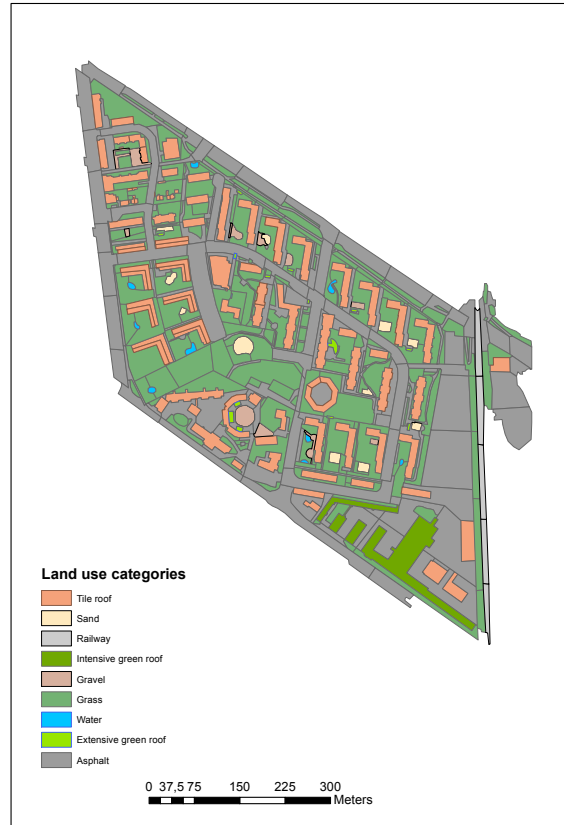 Land use categories
Tile roof
Sand
Railway
Intensive green roof
Gravel
Grass
Water
Extensive green roof
Asphalt
0 37,5 75 150 225 300
Meters